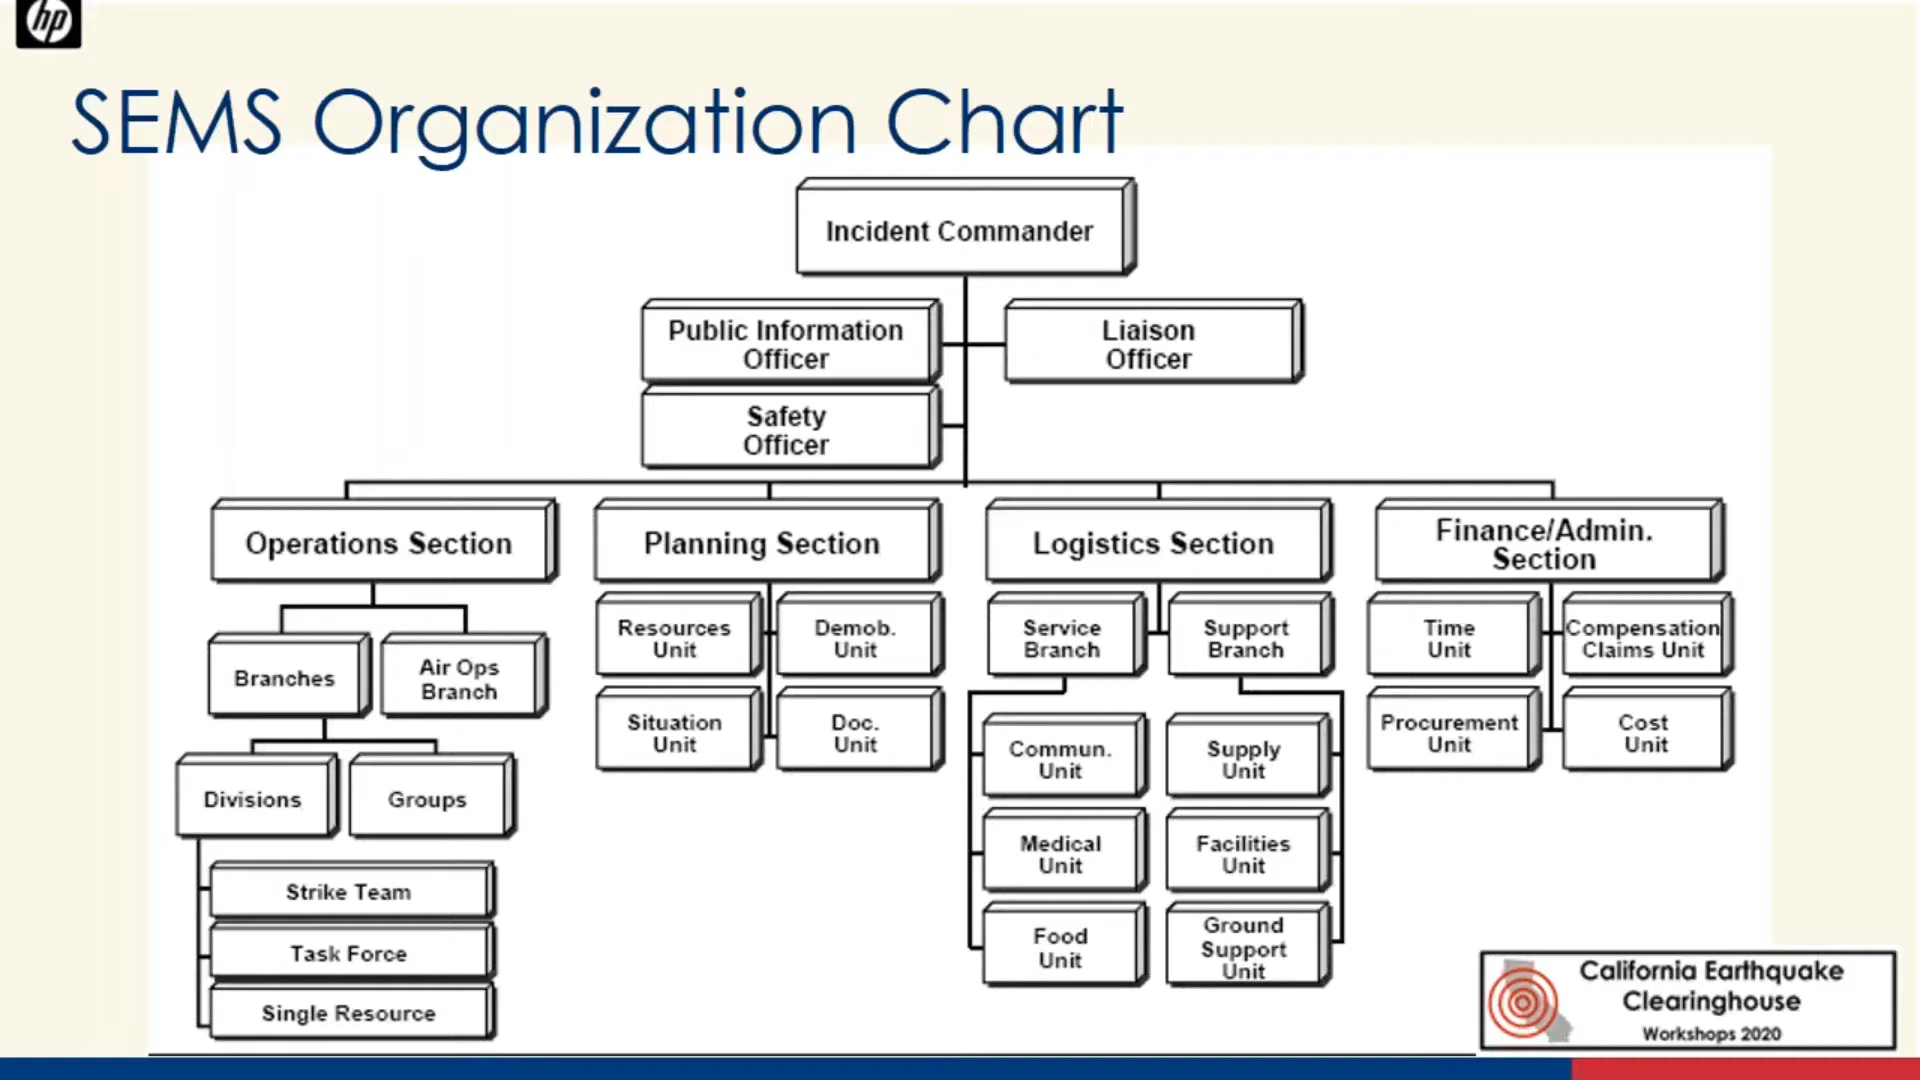 hp
SEMS Organization Chart
Incident Commander
Public Information
Officer
Liaison
Officer
Safety
Officer
Operations Section
Planning Section
Logistics Section
Finance/Admin.
Section
Branches
Air Ops
Branch
Divisions
Groups
Strike Team
Task Force
Single Resource
Resources
Unit
Demob.
Unit
Situation
Unit
Doc.
Unit
Service
Branch
Support
Branch
Commun.
Unit
Supply
Unit
Medical
Unit
Facilities
Unit
Food
Unit
Ground
Support
Unit
Time
Unit
Compensation
Claims Unit
Procurement
Unit
Cost
Unit
California Earthquake
Clearinghouse
Workshops 2020